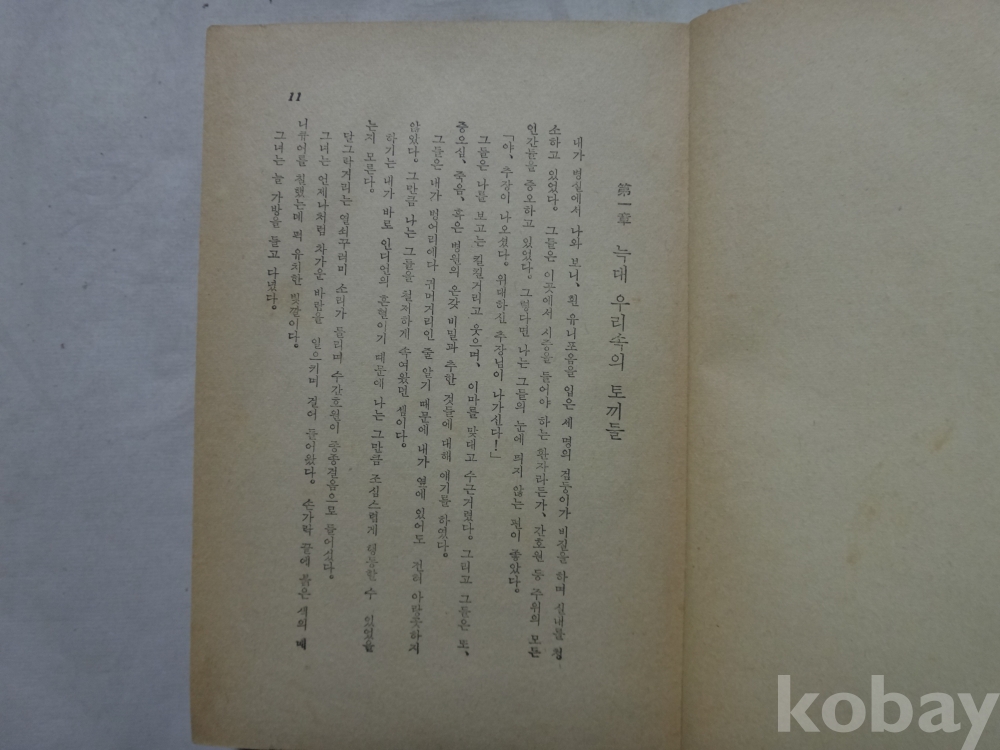 第一章 늑대 우리속의 토끼들
내가 병실에서 나와 보니, 흰 유니포옴을 입은 세 명의 검둥이가 비질을 하며 실내를 청
소하고 있었다. 그들은 이곳에서 시중을 들어야 하는 환자라든가, 간호원 등 주위의 모든
인간들을 증오하고 있었다. 그렇다면 나는 그들의 눈에 띄지 않는 편이 좋았다.
「야, 추장이 나오셨다. 위대하신 추장님이 나가신다!」
그들은 나를 보고는 킬킬거리고 웃으며, 이마를 맞대고 수근거렸다. 그리고 그들은 또,
증오심, 죽음, 혹은 병원의 온갖 비밀과 추한 것들에 대해 얘기를 하였다.
그들은 내가 벙어리에다 귀머거리인 줄 알기 때문에 내가 옆에 있어도 전혀 아랑곳하지
않았다. 그만큼 나는 그들을 철저하게 속여왔던 셈이다.
하기는 내가 바로 인디언의 혼혈이기 때문에 나는 그만큼 조심스럽게 행동할 수 있었을
는지 모른다.
달그락거리는 열쇠꾸러미 소리가 들리며 수간호원이 종종걸음으로 들어섰다.
그녀는 언제나처럼 차가운 바람을 일으키며 걸어 들어왔다. 손가락 끝에 붉은 색의 매
니큐어를 칠했는데 퍽 유치한 빛깔이다.
그녀는 늘 가방을 들고 다녔다.
11
kobay